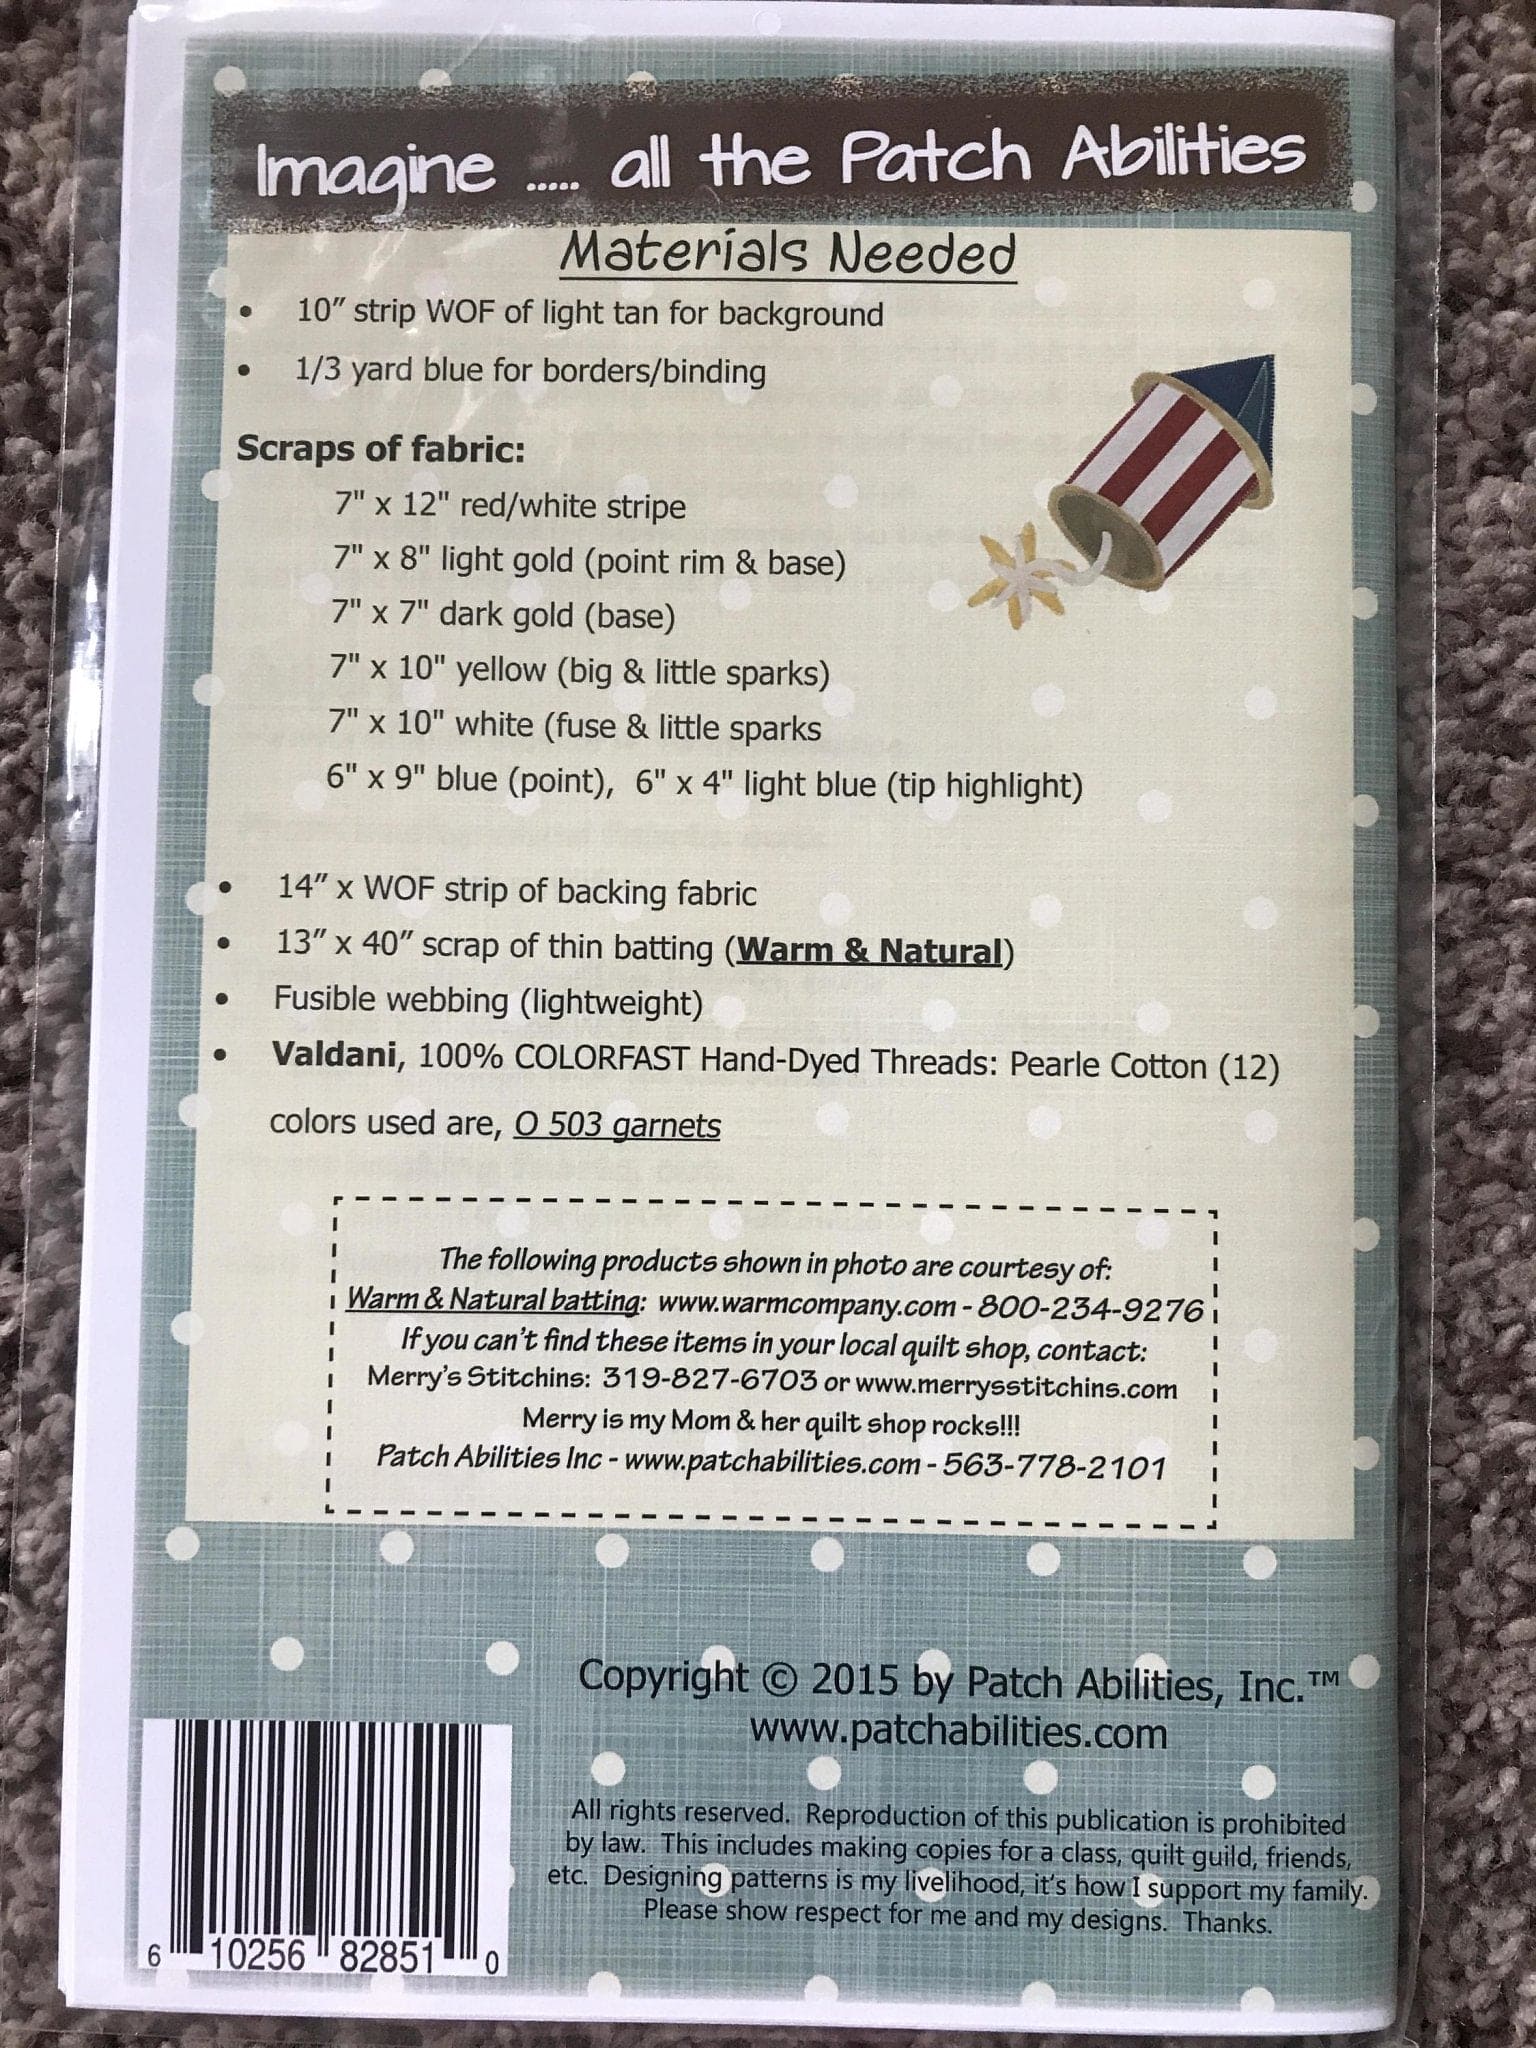 Imagine ..... all the Patch Abilities
Materials Needed
• 10” strip WOF of light tan for background
• 1/3 yard blue for borders/binding
Scraps of fabric:
7" x 12" red/white stripe
7" x 8" light gold (point rim & base)
7" x 7" dark gold (base)
7" x 10" yellow (big & little sparks)
7" x 10" white (fuse & little sparks
6" x 9" blue (point), 6" x 4" light blue (tip highlight)
• 14” x WOF strip of backing fabric
• 13” x 40” scrap of thin batting (Warm & Natural)
• Fusible webbing (lightweight)
• Valdani, 100% COLORFAST Hand-Dyed Threads: Pearle Cotton (12)
colors used are, O 503 garnets
The following products shown in photo are courtesy of:
Warm & Natural batting: www.warmcompany.com - 800-234-9276
If you can’t find these items in your local quilt shop, contact:
Merry’s Stitchins: 319-827-6703 or www.merrysstitchins.com
Merry is my Mom & her quilt shop rocks!!!
Patch Abilities Inc - www.patchabilities.com - 563-778-2101
Copyright © 2015 by Patch Abilities, Inc.™
www.patchabilities.com
All rights reserved. Reproduction of this publication is prohibited
by law. This includes making copies for a class, quilt guild, friends,
etc. Designing patterns is my livelihood, it’s how I support my family.
Please show respect for me and my designs. Thanks.
6 10256 82851 0